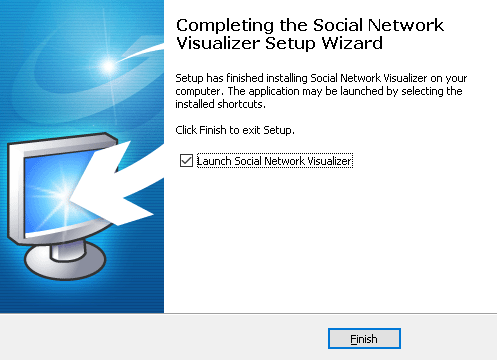 Completing the Social Network
Visualizer Setup Wizard
Setup has finished installing Social Network Visualizer on your
computer. The application may be launched by selecting the
installed shortcuts.
Click Finish to exit Setup.
Launch Social Network Visualizer
Finish